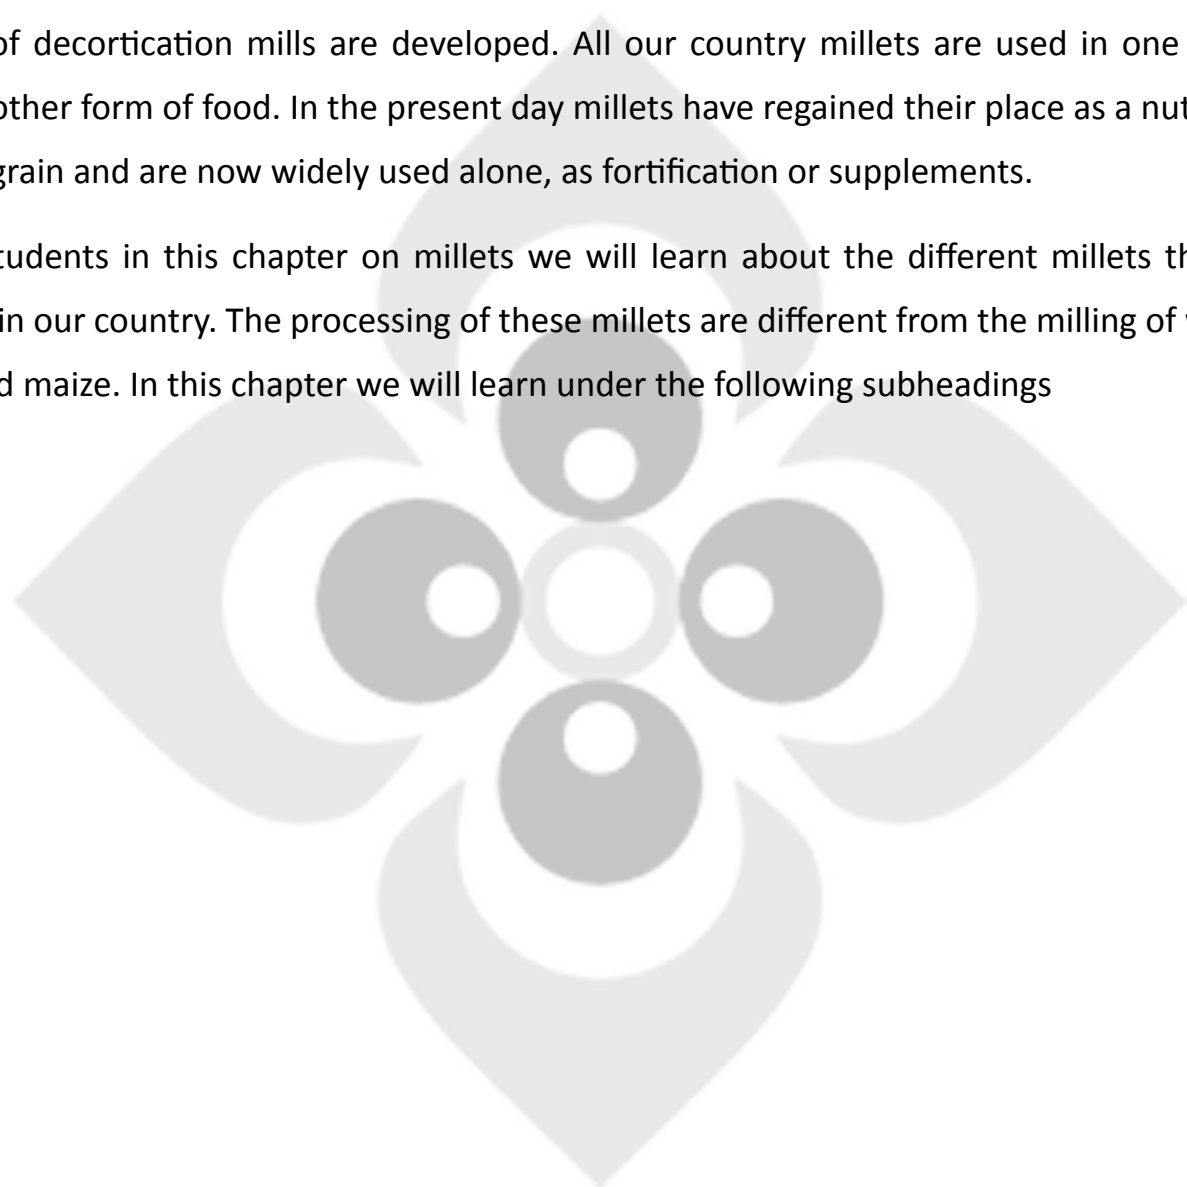 of decortication mills are developed. All our country millets are used in one
other form of food. In the present day millets have regained their place as a nut
grain and are now widely used alone, as fortification or supplements.
tudents in this chapter on millets we will learn about the different millets th
in our country. The processing of these millets are different from the milling of
d maize. In this chapter we will learn under the following subheadings